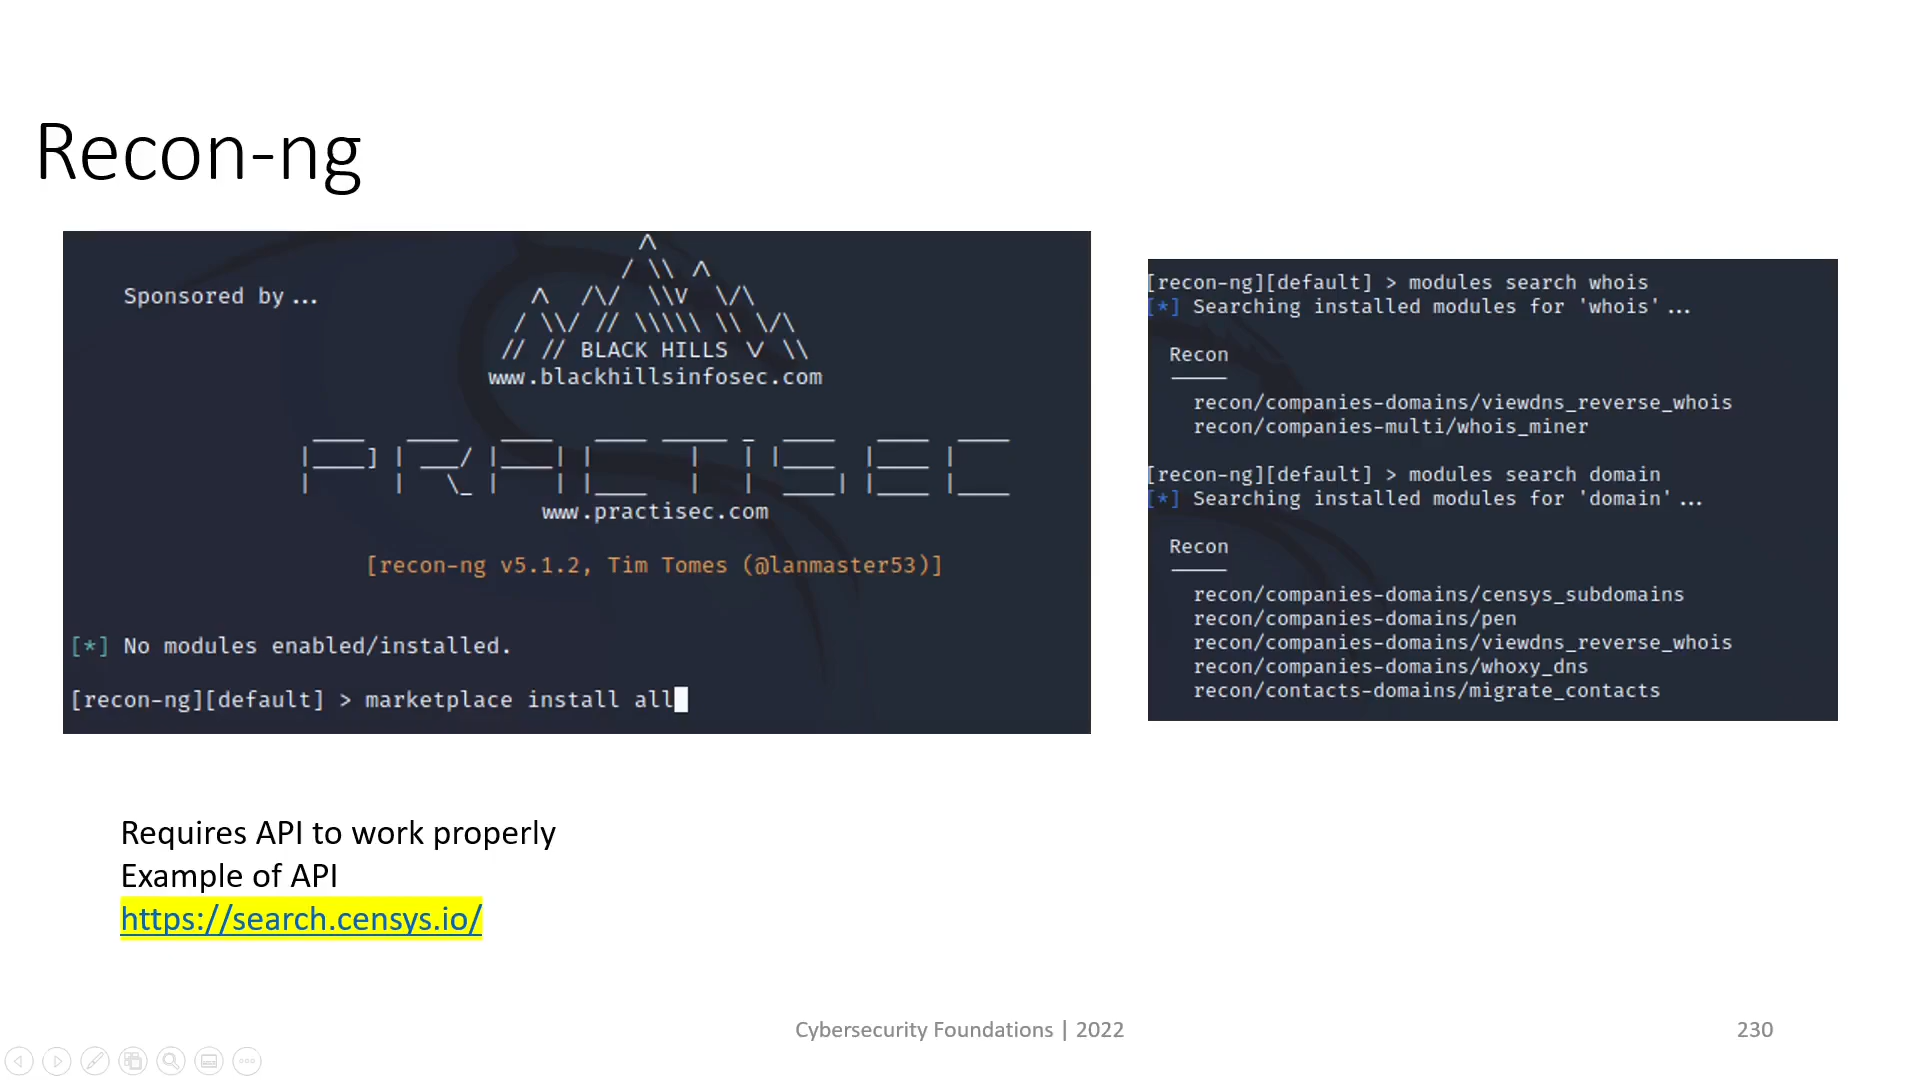 Recon-ng
Sponsored by ...
BLACK HILLS
www.blackhillsinfosec.com
PRACTISEC
www.practisec.com
[recon-ng v5.1.2, Tim Tomes (@lanmaster53)]
[*] No modules enabled/installed.
[recon-ng][default] > marketplace install all
[recon-ng][default] > modules search whois
[*] Searching installed modules for 'whois' ...
Recon
recon/companies-domains/viewdns_reverse_whois
recon/companies-multi/whois_miner
[recon-ng][default] > modules search domain
[*] Searching installed modules for 'domain' ...
Recon
recon/companies-domains/censys_subdomains
recon/companies-domains/pen
recon/companies-domains/viewdns_reverse_whois
recon/companies-domains/whoxy_dns
recon/contacts-domains/migrate_contacts
Requires API to work properly
Example of API
https://search.censys.io/
Cybersecurity Foundations | 2022
230